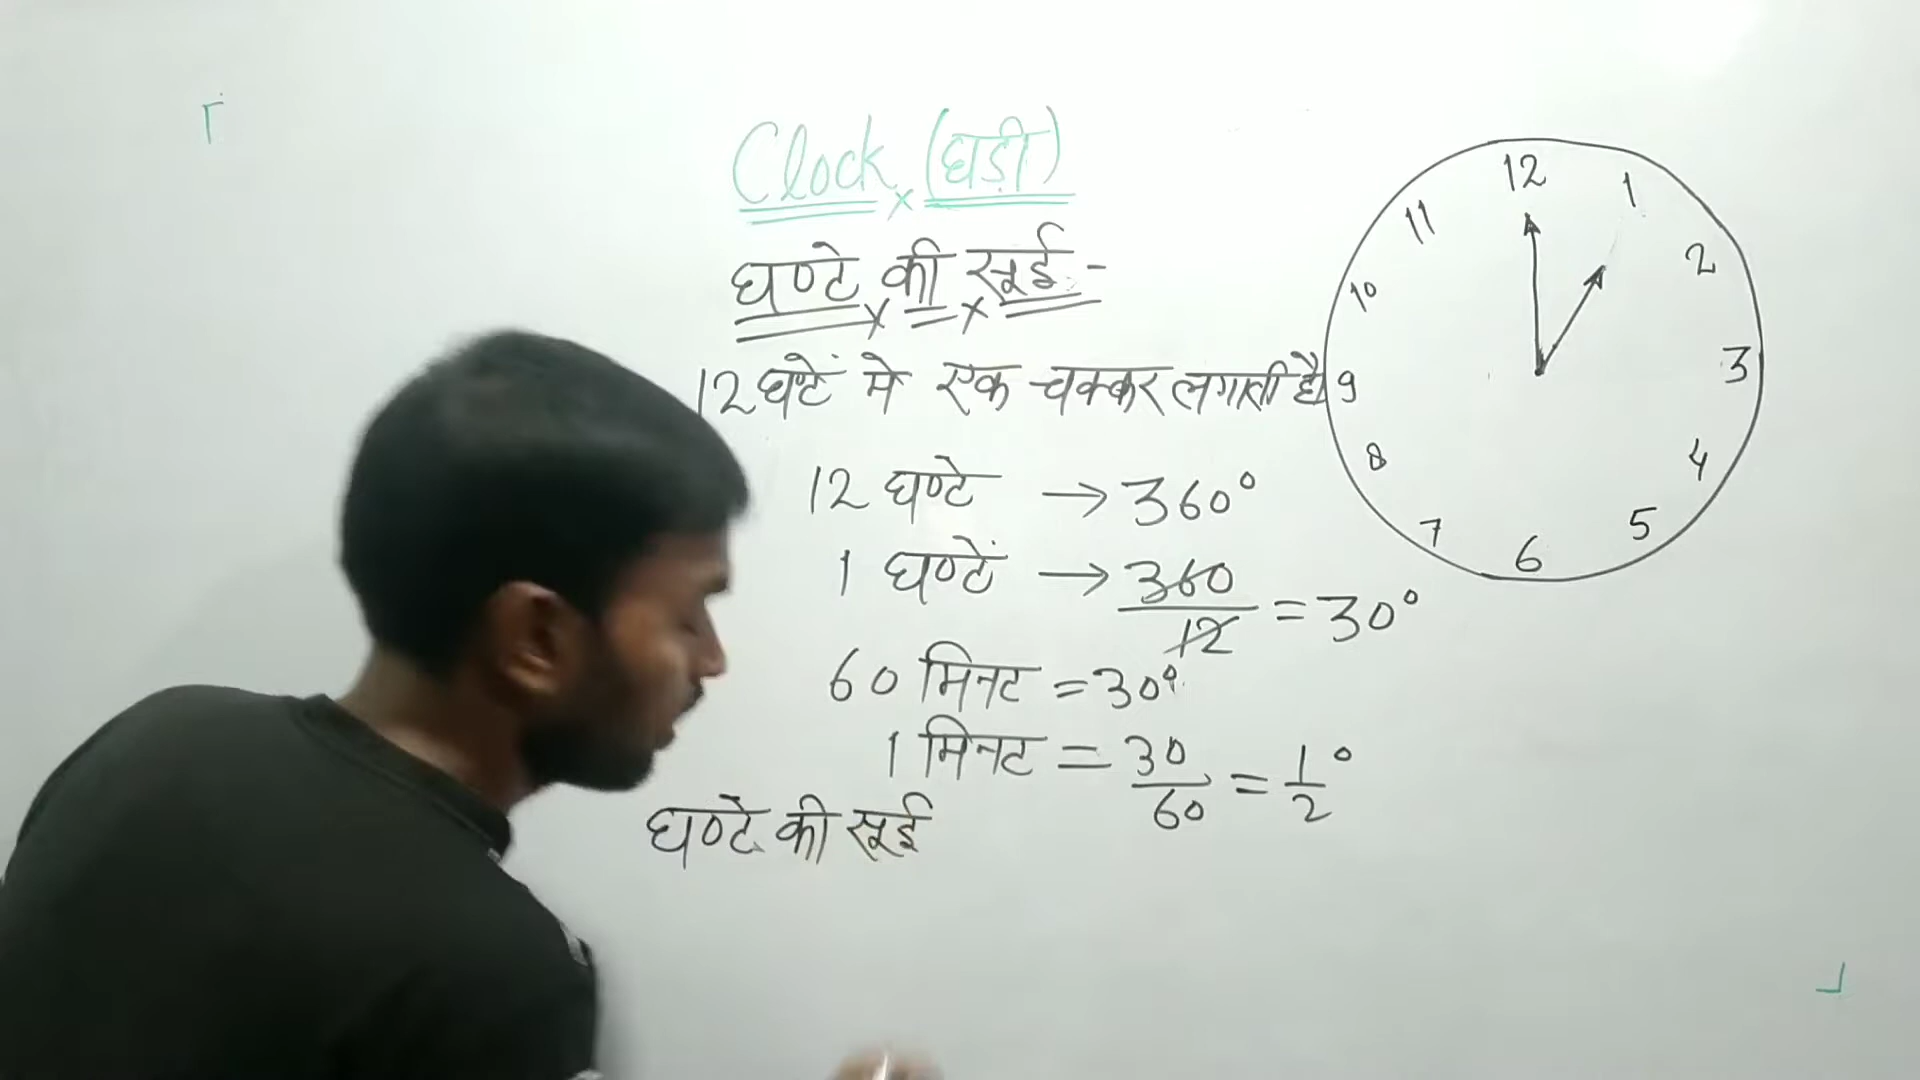 Clock (घड़ी)
घण्टे की सूई:-
12 घण्टें मे एक चक्कर लगाती है।
12 घण्टे → 360°
1 घण्टें → 360/12 = 30°
60 मिनट = 30°
1 मिनट = 30/60 = 1/2°
घण्टे की सूई
12
1
2
3
4
5
6
7
8
9
10
11